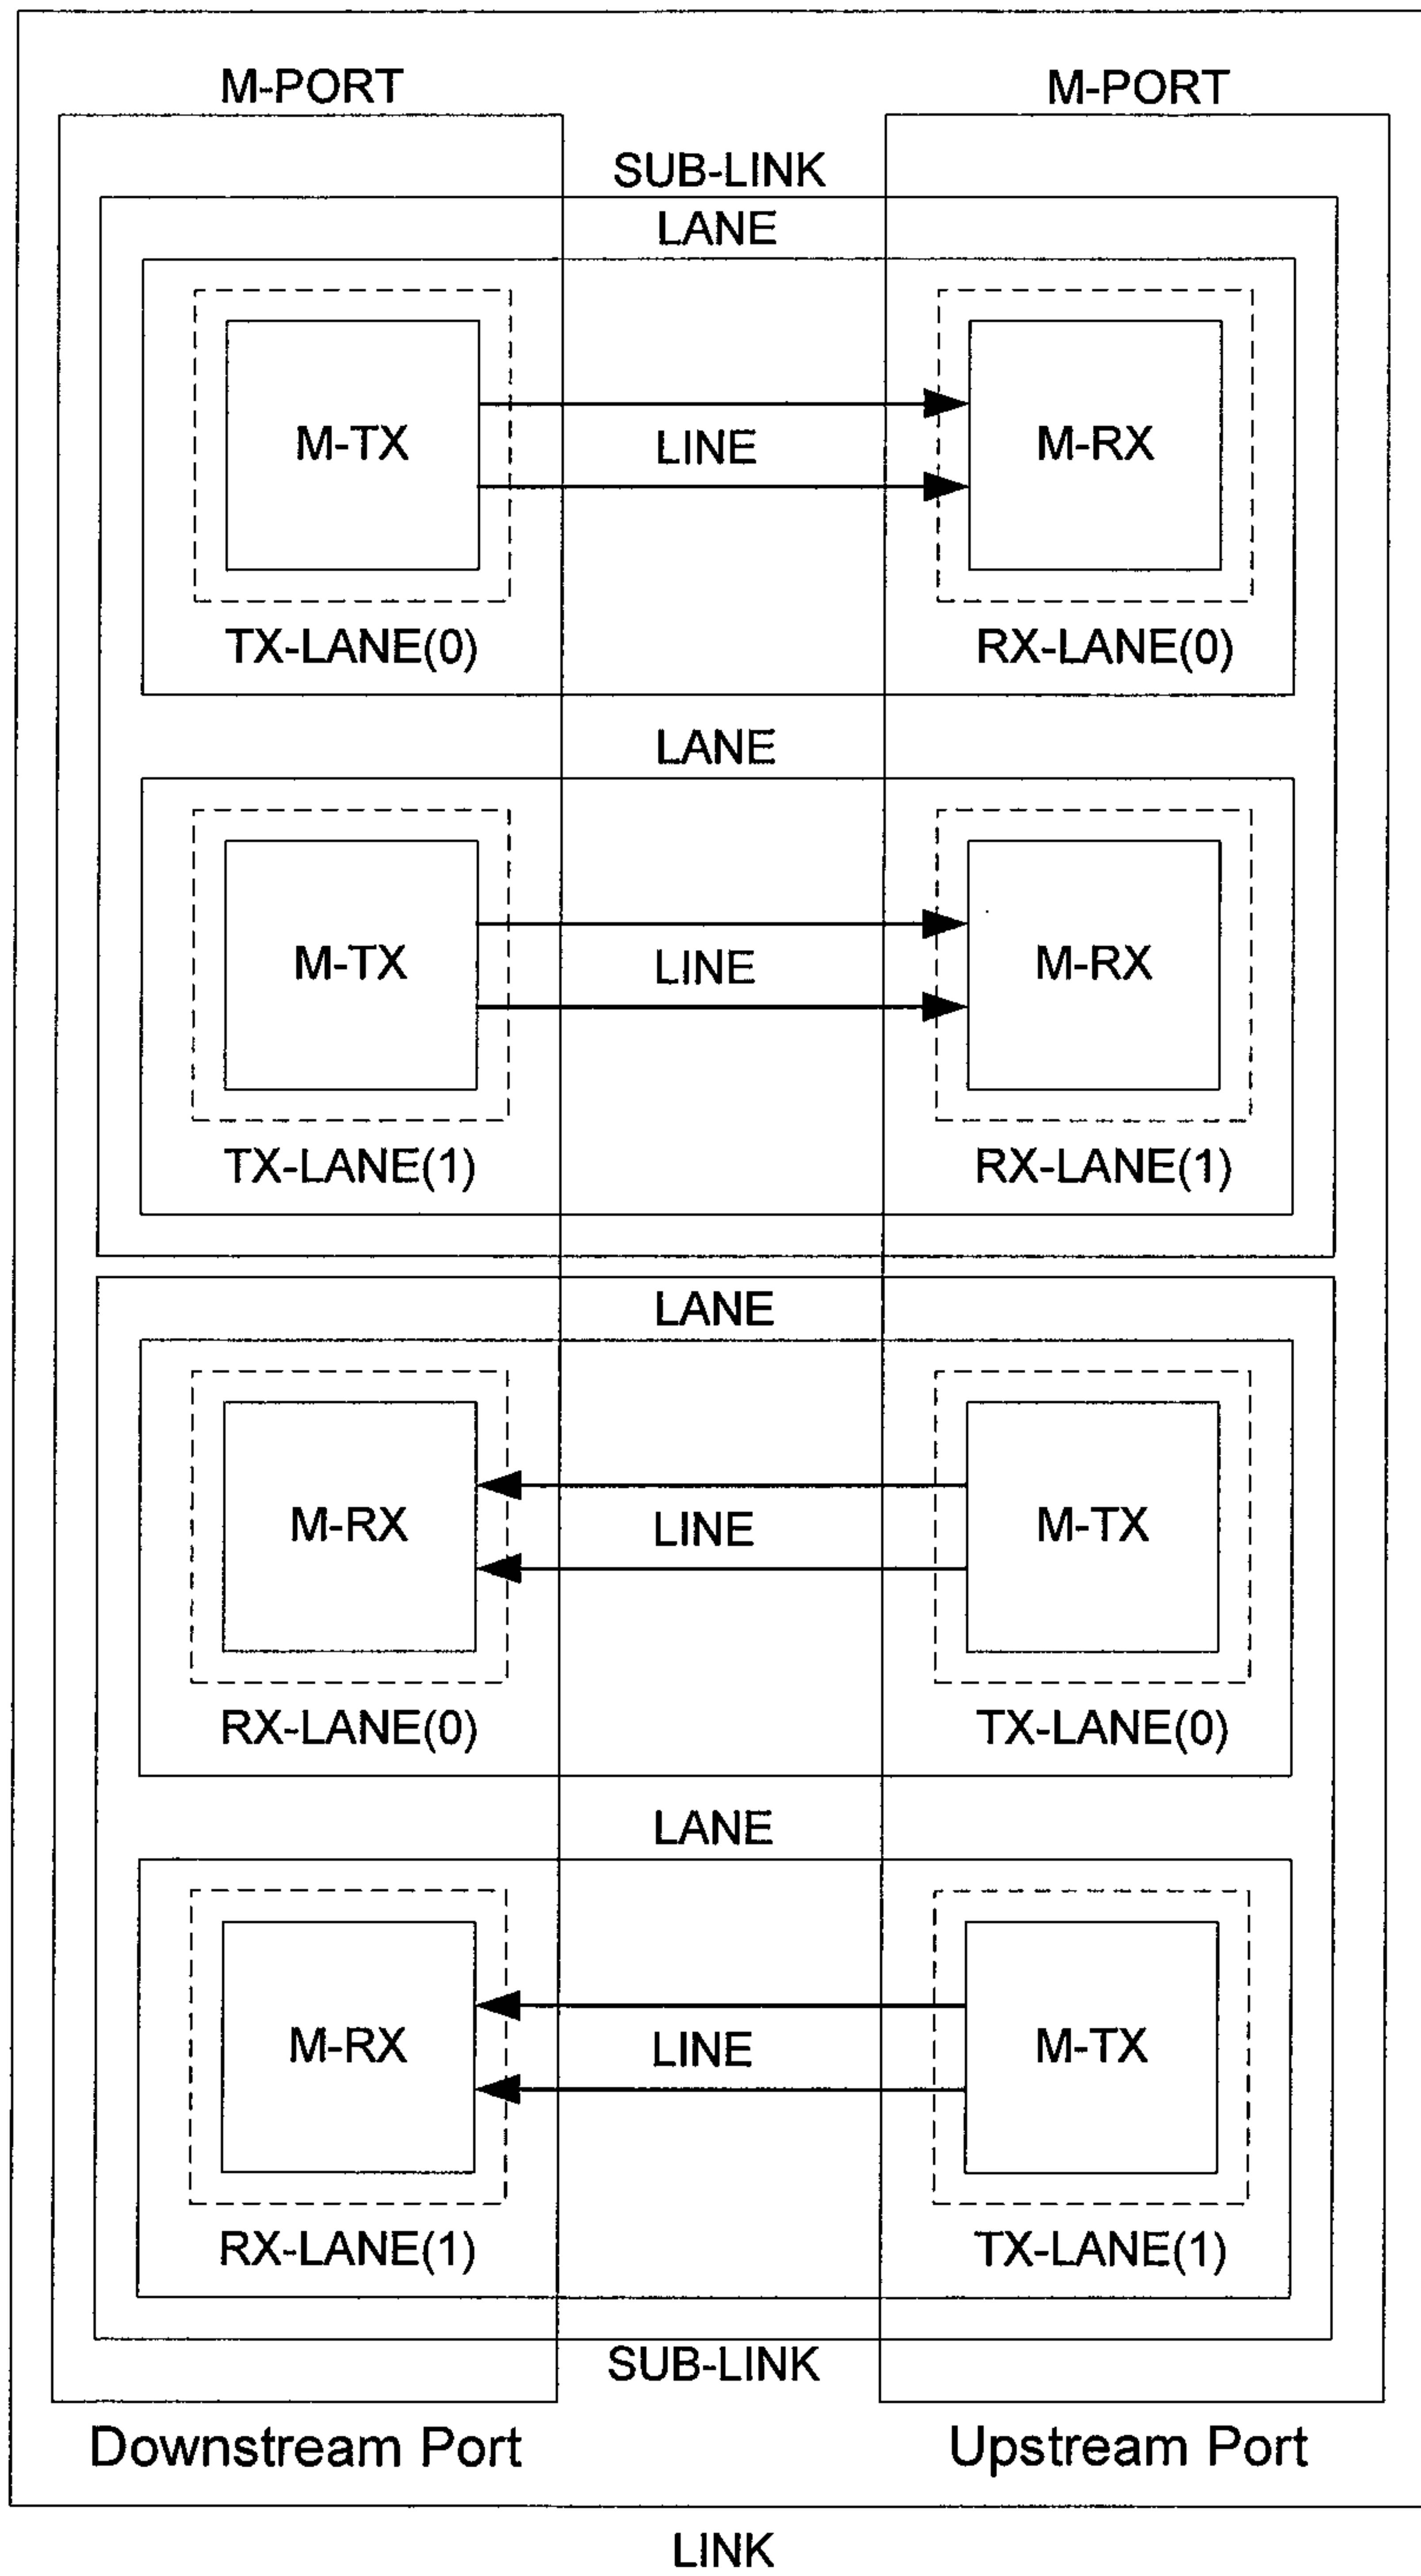 M-PORT
M-PORT
SUB-LINK
LANE
M-TX
LINE
M-RX
TX-LANE(0)
RX-LANE(0)
LANE
M-TX
LINE
M-RX
TX-LANE(1)
RX-LANE(1)
LANE
M-RX
LINE
M-TX
RX-LANE(0)
TX-LANE(0)
LANE
M-RX
LINE
M-TX
RX-LANE(1)
TX-LANE(1)
SUB-LINK
Downstream Port
Upstream Port
LINK